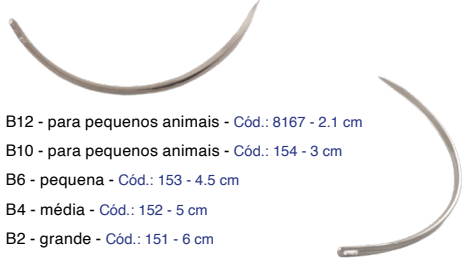 B12 - para pequenos animais - Cód.: 8167 - 2.1 cm
B10 - para pequenos animais - Cód.: 154 - 3 cm
B6 - pequena - Cód.: 153 - 4.5 cm
B4 - média - Cód.: 152 - 5 cm
B2 - grande - Cód.: 151 - 6 cm